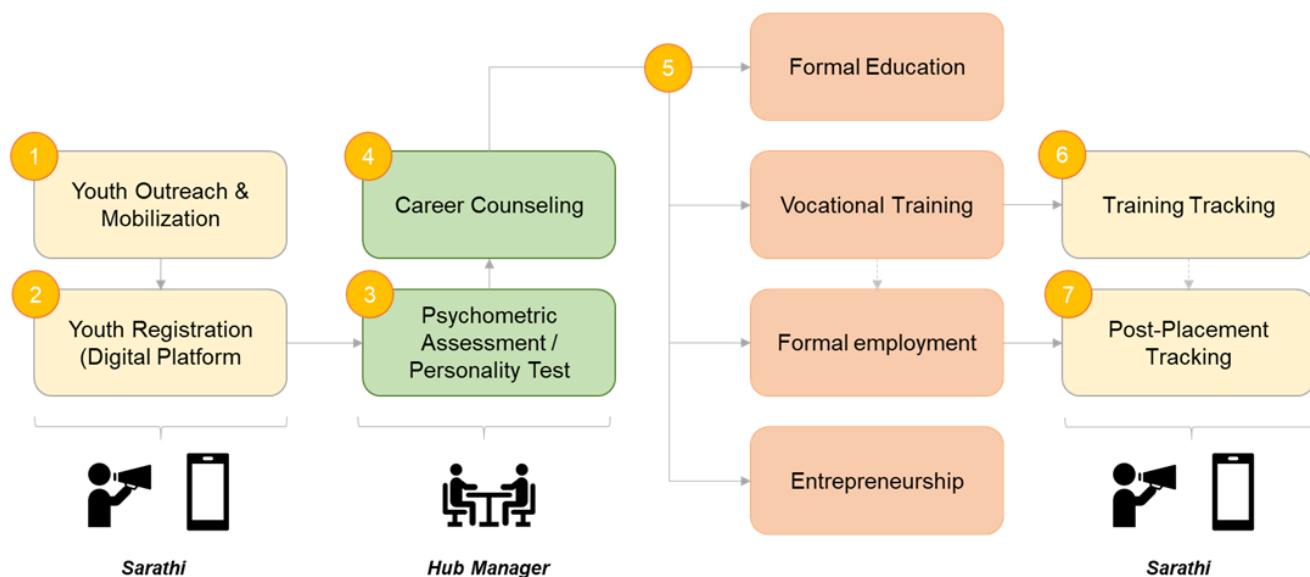 1
Youth Outreach &
Mobilization
2
Youth Registration
(Digital Platform
Sarathi
4
Career Counseling
3
Psychometric
Assessment /
Personality Test
Hub Manager
5
Formal Education
Vocational Training
Formal employment
Entrepreneurship
6
Training Tracking
7
Post-Placement
Tracking
Sarathi